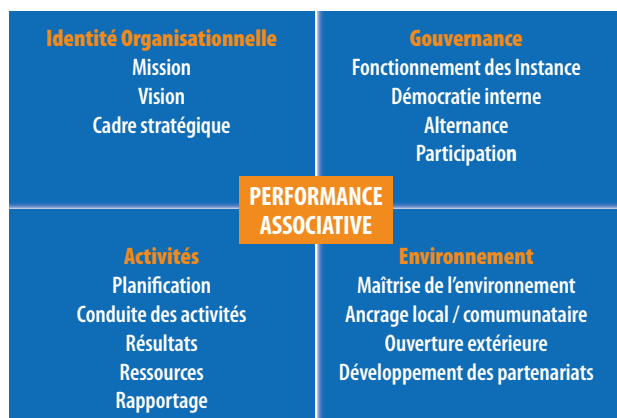 Identité Organisationnelle
Mission
Vision
Cadre stratégique
Gouvernance
Fonctionnement des Instance
Démocratie interne
Alternance
Participation
PERFORMANCE
ASSOCIATIVE
Activités
Planification
Conduite des activités
Résultats
Ressources
Rapportage
Environnement
Maîtrise de l'environnement
Ancrage local / comumunataire
Ouverture extérieure
Développement des partenariats